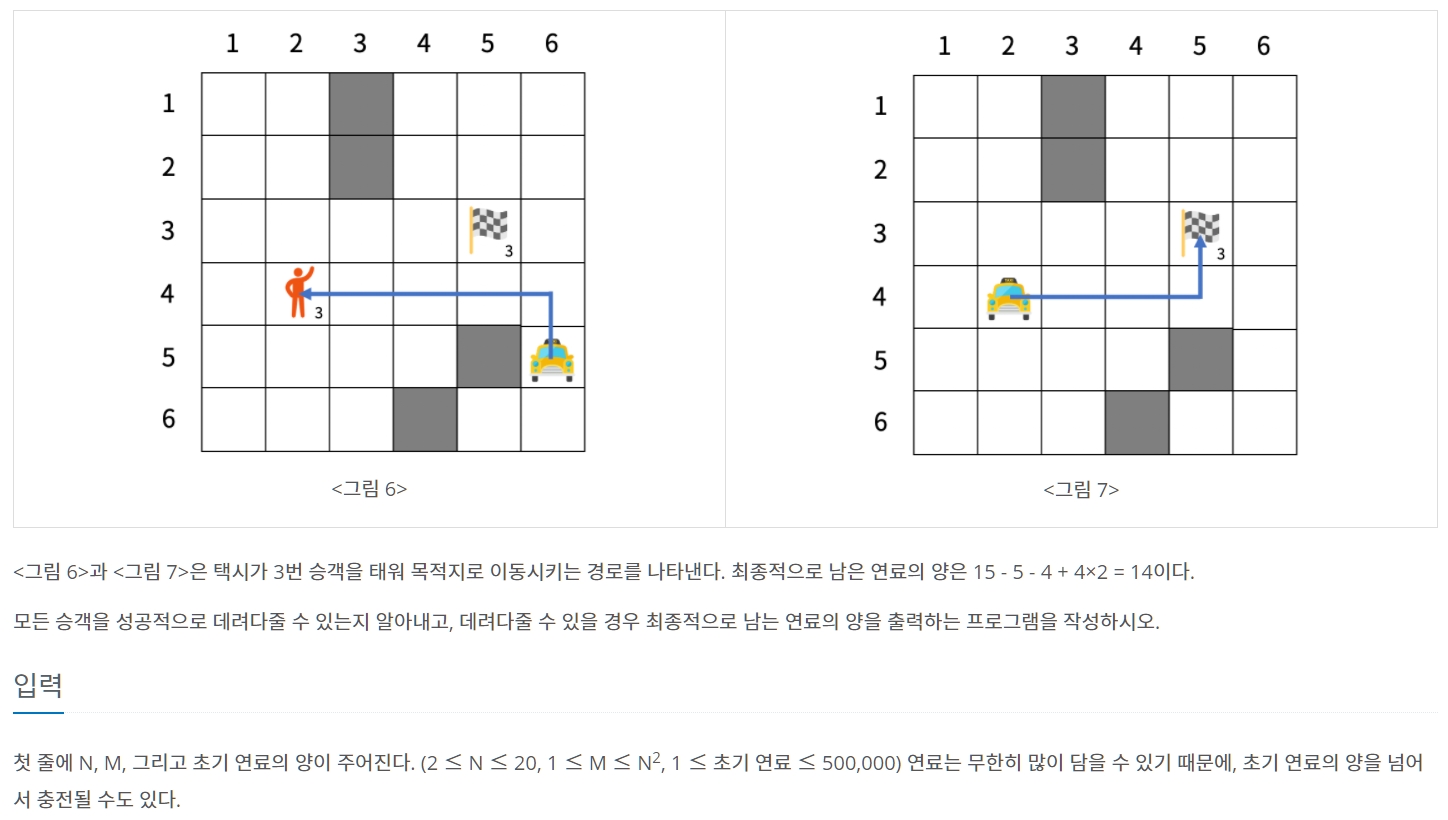 1 2 3 4 5 6
1
2
3
3
4
3
5
6
<그림 6>
1 2 3 4 5 6
1
2
3
3
4
5
6
<그림 7>
<그림 6>과 <그림 7>은 택시가 3번 승객을 태워 목적지로 이동시키는 경로를 나타낸다. 최종적으로 남은 연료의 양은 15 - 5 - 4 + 4×2 = 14이다.
모든 승객을 성공적으로 데려다줄 수 있는지 알아내고, 데려다줄 수 있을 경우 최종적으로 남는 연료의 양을 출력하는 프로그램을 작성하시오.
입력
첫 줄에 N, M, 그리고 초기 연료의 양이 주어진다. (2 ≤ N ≤ 20, 1 ≤ M ≤ N², 1 ≤ 초기 연료 ≤ 500,000) 연료는 무한히 많이 담을 수 있기 때문에, 초기 연료의 양을 넘어
서 충전될 수도 있다.